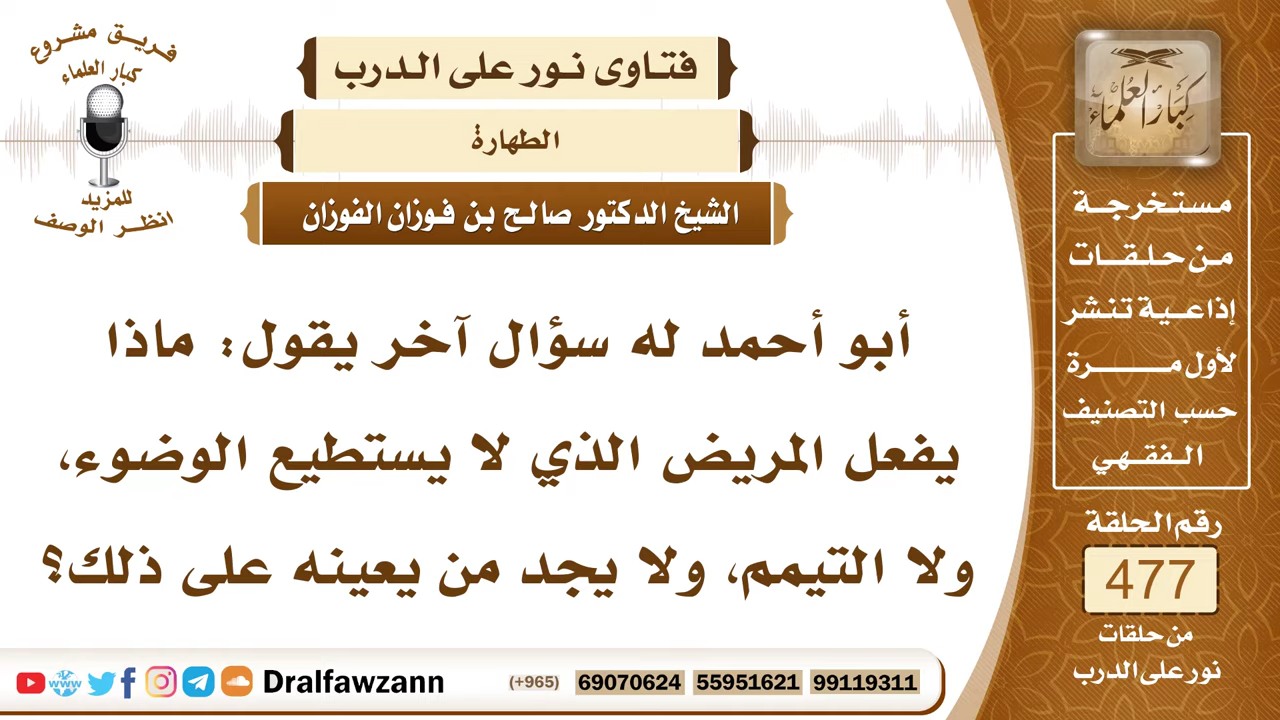 فريق مشروع
كبار العلماء
للمزيد
انظر الوصف
فتاوى نور على الدرب
الطهارة
الشيخ الدكتور صالح بن فوزان الفوزان
أبو أحمد له سؤال آخر يقول: ماذا
يفعل المريض الذي لا يستطيع الوضوء،
ولا التيمم، ولا يجد من يعينه على ذلك؟
كبار العلماء
مستخرجة
من حلقات
إذاعية تنشر
لأول مرة
حسب التصنيف
الفقهي
رقم الحلقة
477
من حلقات
نور على الدرب
www
Dralfawzann
(+965) 69070624 55951621 99119311